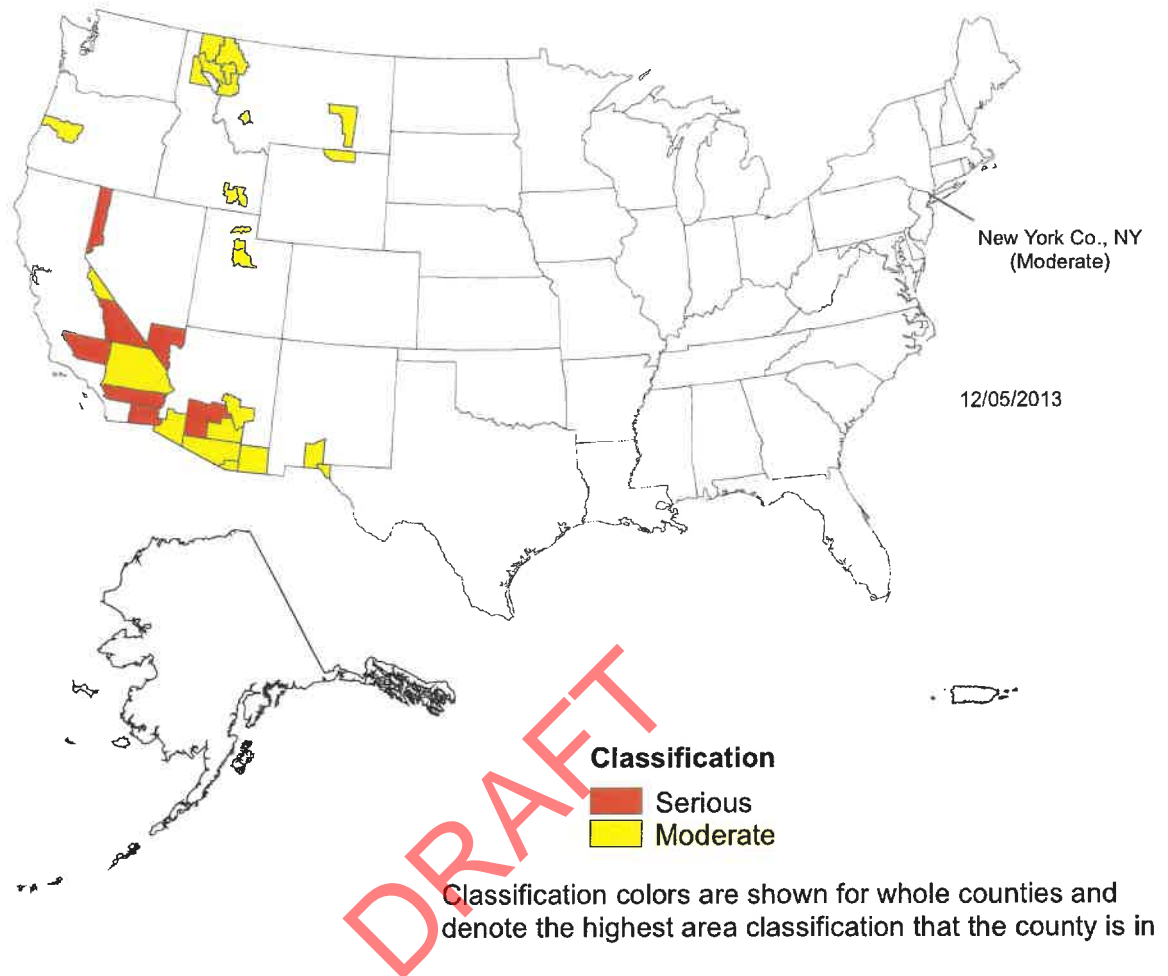 New York Co., NY
(Moderate)
12/05/2013
DRAFT
Classification
Serious
Moderate
Classification colors are shown for whole counties and
denote the highest area classification that the county is in